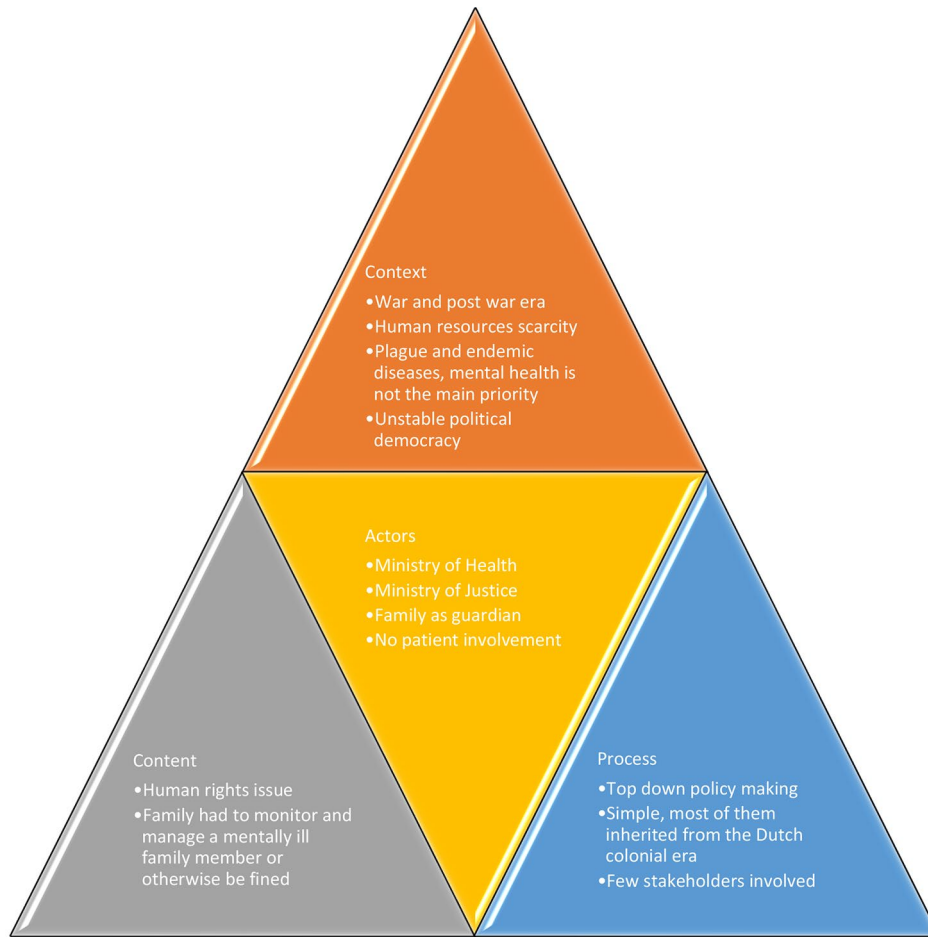 Context
•War and post war era
•Human resources scarcity
•Plague and endemic
diseases, mental health is
not the main priority
•Unstable political
democracy
Actors
•Ministry of Health
•Ministry of Justice
•Family as guardian
•No patient involvement
Content
•Human rights issue
•Family had to monitor and
manage a mentally ill
family member or
otherwise be fined
Process
•Top down policy making
•Simple, most of them
inherited from the Dutch
colonial era
•Few stakeholders involved